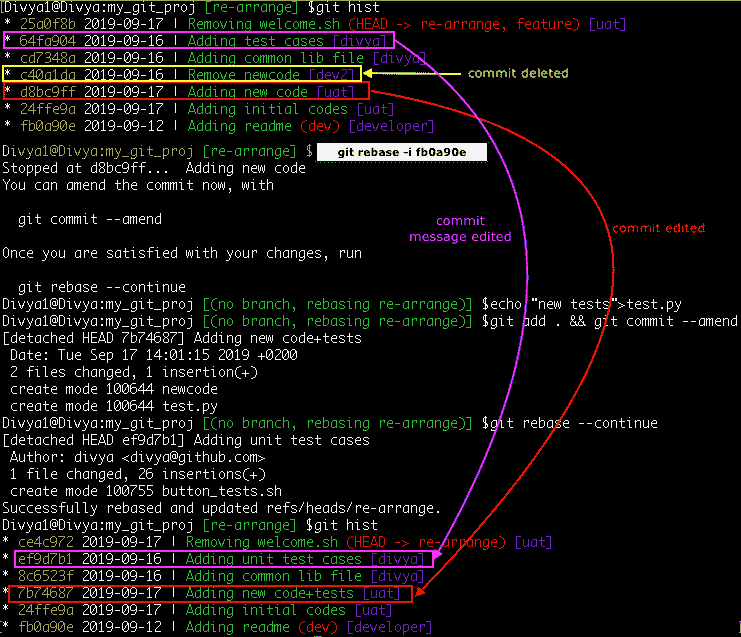 [Divya1@Divya:my_git_proj [re-arrange] $git hist
* 25a0f8b 2019-09-17 | Removing welcome.sh (HEAD -> re-arrange, feature) [uat]
* 64fa904 2019-09-16 | Adding test cases [divya]
* cd7348a 2019-09-16 | Adding common lib file [divya]
* c40a1da 2019-09-16 | Remove newcode [dev2]
commit deleted
* d8bc9ff 2019-09-17 | Adding new code [uat]
* 24ffe9a 2019-09-16 | Adding initial codes [uat]
* fb0a90e 2019-09-12 | Adding readme (dev) [developer]
Divya1@Divya:my_git_proj [re-arrange] $ git rebase -i fb0a90e
Stopped at d8bc9ff... Adding new code
You can amend the commit now, with
git commit --amend
commit
message edited
commit edited
Once you are satisfied with your changes, run
git rebase --continue
Divya1@Divya:my_git_proj [(no branch, rebasing re-arrange)] $echo "new tests">test.py
Divya1@Divya:my_git_proj [(no branch, rebasing re-arrange)] $git add . && git commit --amend
[detached HEAD 7b74687] Adding new code+tests
Date: Tue Sep 17 14:01:15 2019 +0200
2 files changed, 1 insertion(+)
create mode 100644 newcode
create mode 100644 test.py
Divya1@Divya:my_git_proj [(no branch, rebasing re-arrange)] $git rebase --continue
[detached HEAD ef9d7b1] Adding unit test cases
Author: divya <divya@github.com>
1 file changed, 26 insertions(+)
create mode 100755 button_tests.sh
Successfully rebased and updated refs/heads/re-arrange.
Divya1@Divya:my_git_proj [re-arrange] $git hist
* ce4c972 2019-09-17 | Removing welcome.sh (HEAD -> re-arrange) [uat]
* ef9d7b1 2019-09-16 | Adding unit test cases [divya]
* 8c6523f 2019-09-16 | Adding common lib file [divya]
* 7b74687 2019-09-17 | Adding new code+tests [uat]
* 24ffe9a 2019-09-16 | Adding initial codes [uat]
* fb0a90e 2019-09-12 | Adding readme (dev) [developer]